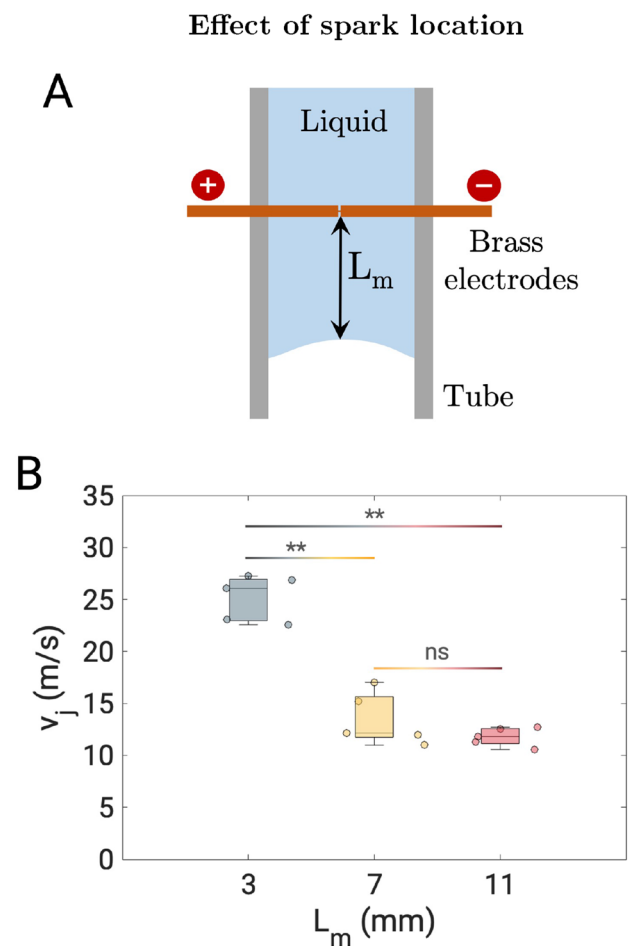 Effect of spark location
A
Liquid
+
−
L_m
Brass
electrodes
Tube
B
35
30
25
20
15
10
5
0
v_j (m/s)
**
**
ns
3 7 11
L_m (mm)